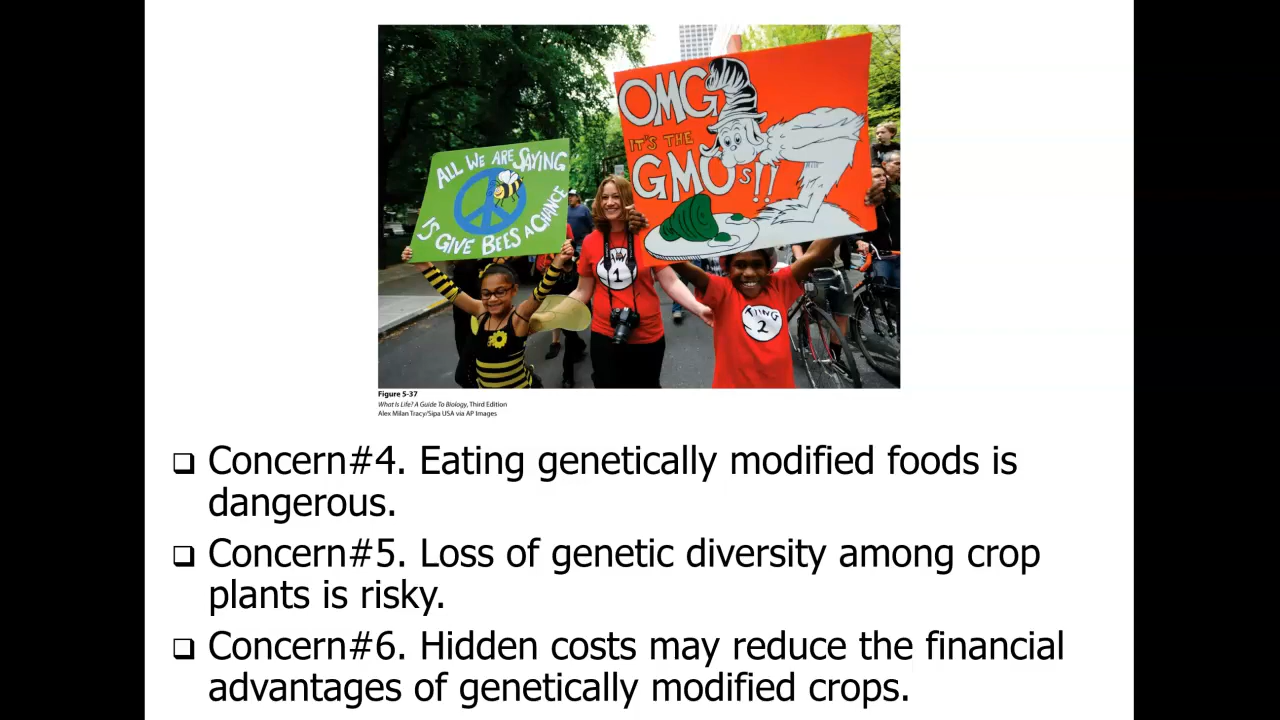 ALL WE ARE SAYING
IS GIVE BEES A CHANCE
OMG
IT'S THE
GMOs!!
1
THING
2
Figure 5-37
What Is Life? A Guide To Biology, Third Edition
Alex Milan Tracy/Sipa USA via AP Images
❑ Concern#4. Eating genetically modified foods is
dangerous.
❑ Concern#5. Loss of genetic diversity among crop
plants is risky.
❑ Concern#6. Hidden costs may reduce the financial
advantages of genetically modified crops.